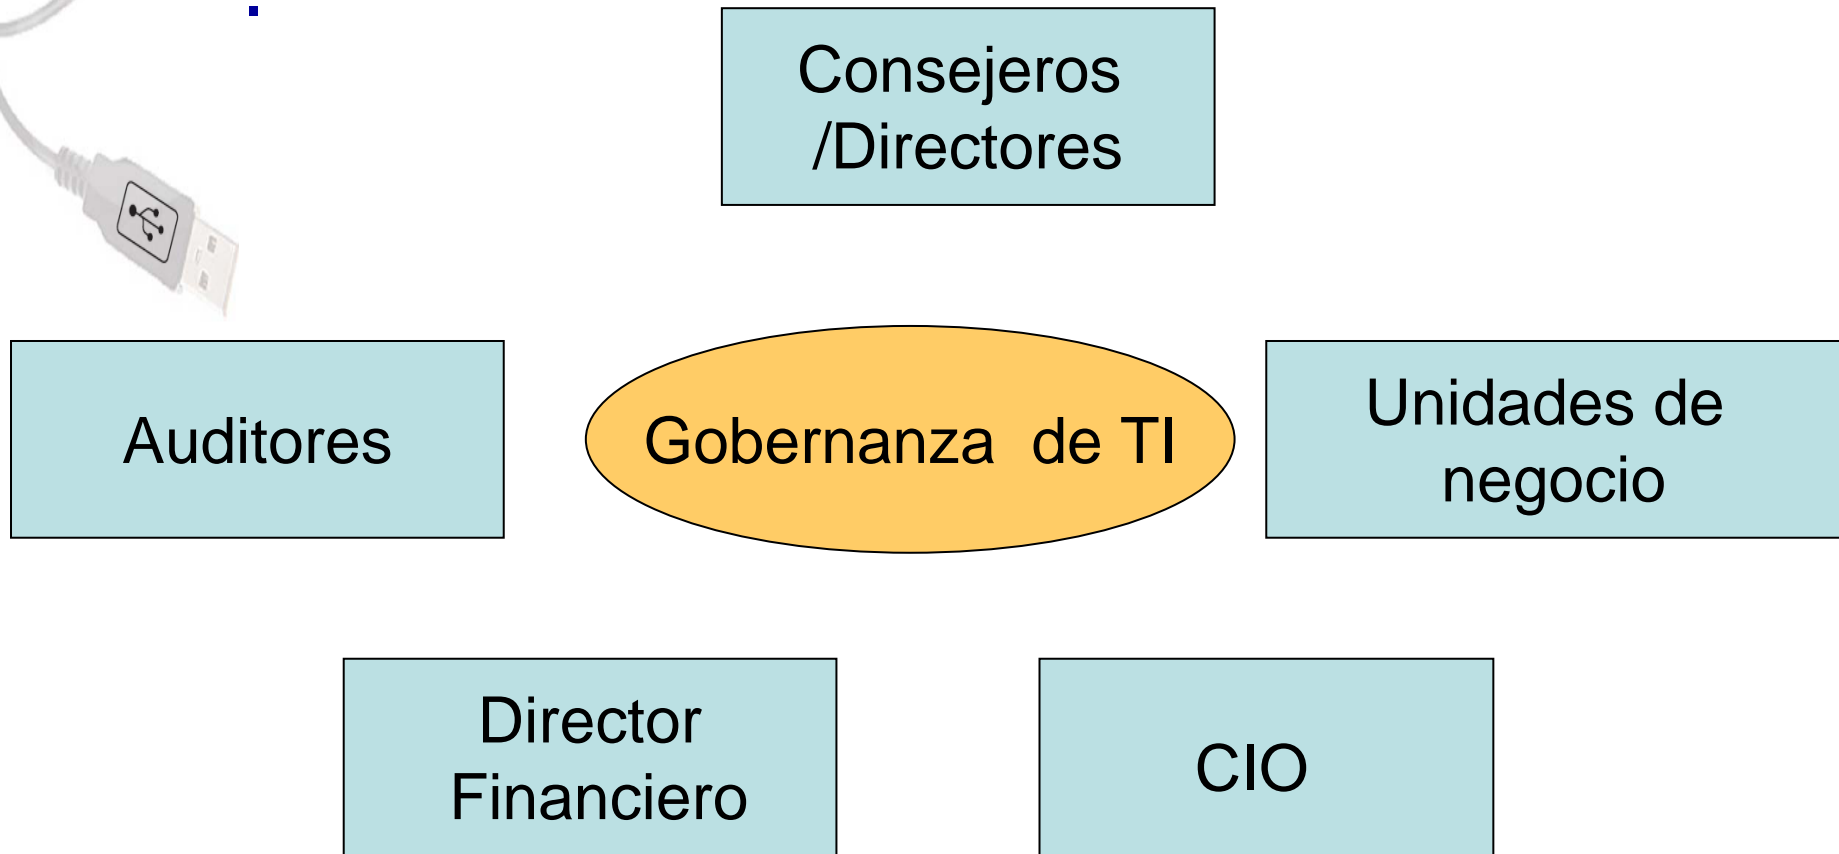 Consejeros
/Directores
Auditores
Gobernanza de TI
Unidades de
negocio
Director
Financiero
CIO